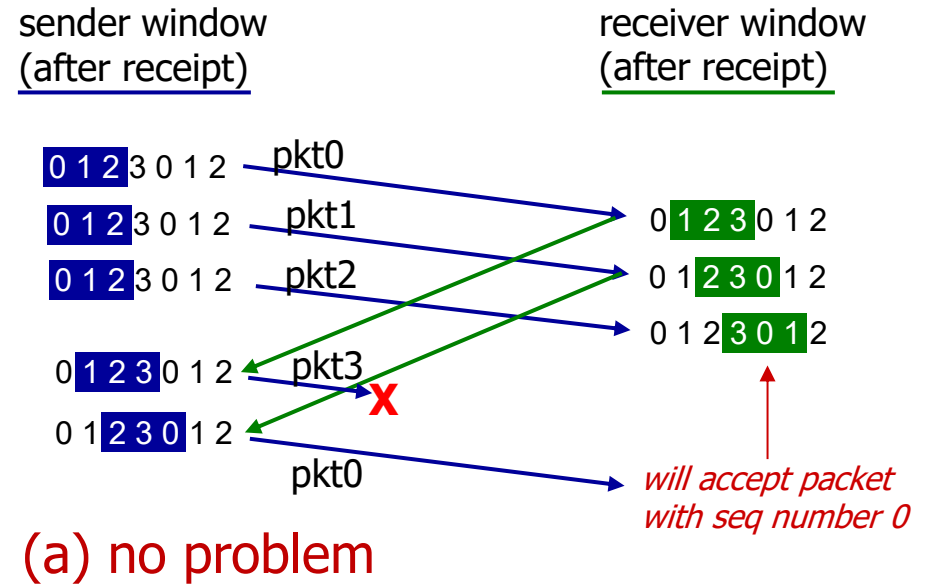 sender window
(after receipt)
receiver window
(after receipt)
0 1 2 3 0 1 2
pkt0
0 1 2 3 0 1 2
pkt1
0 1 2 3 0 1 2
0 1 2 3 0 1 2
pkt2
0 1 2 3 0 1 2
0 1 2 3 0 1 2
0 1 2 3 0 1 2
pkt3
X
0 1 2 3 0 1 2
pkt0
will accept packet
with seq number 0
(a) no problem